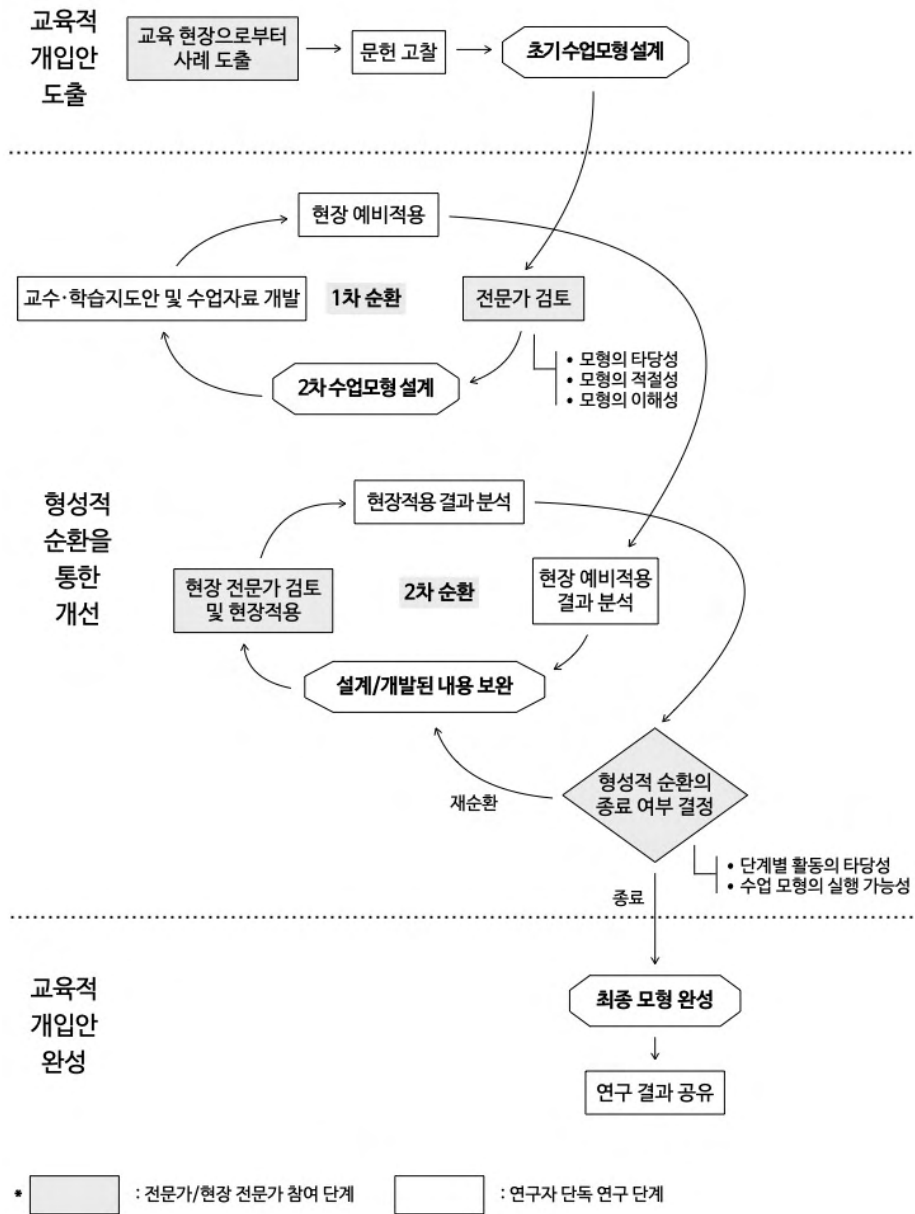 교육적
개입안
도출
교육 현장으로부터
사례 도출
문헌 고찰
초기 수업모형 설계
현장 예비적용
교수·학습지도안 및 수업자료 개발
1차 순환
전문가 검토
• 모형의 타당성
• 모형의 적절성
• 모형의 이해성
2차 수업모형 설계
형성적
순환을
통한
개선
현장적용 결과 분석
현장 전문가 검토
및 현장적용
2차 순환
현장 예비적용
결과 분석
설계/개발된 내용 보완
형성적 순환의
종료 여부 결정
재순환
• 단계별 활동의 타당성
• 수업 모형의 실행 가능성
종료
교육적
개입안
완성
최종 모형 완성
연구 결과 공유
* : 전문가/현장 전문가 참여 단계
: 연구자 단독 연구 단계